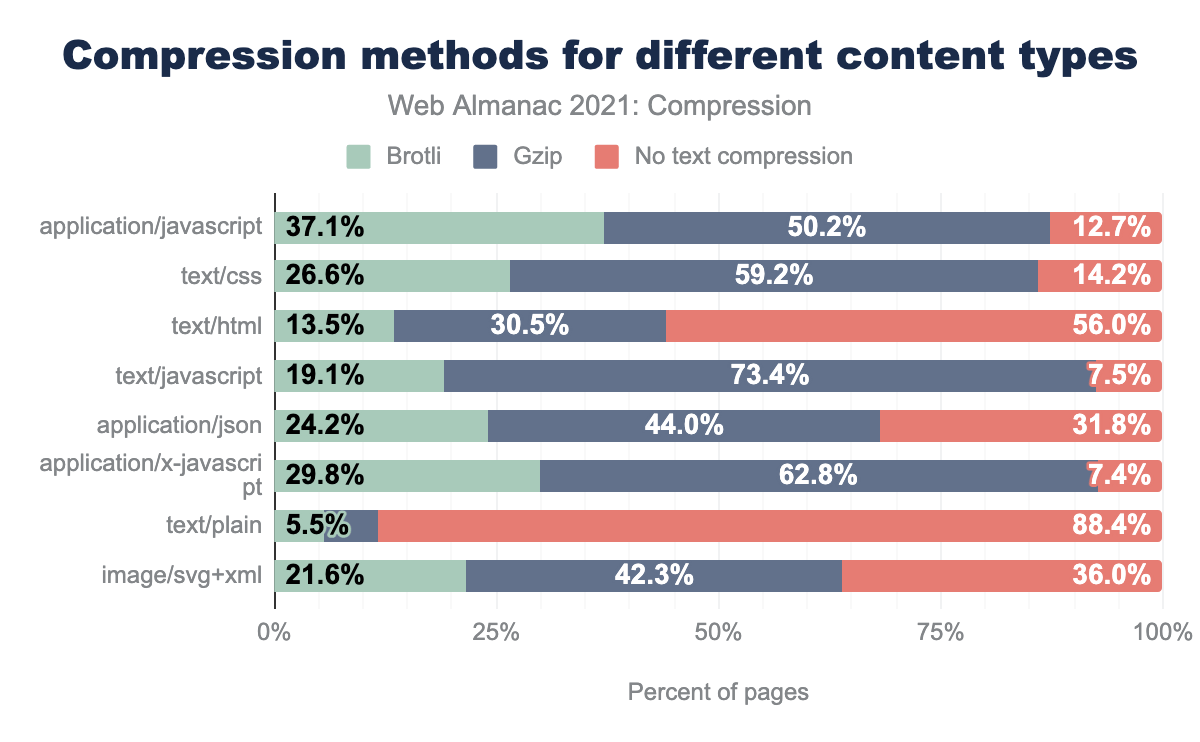 Compression methods for different content types
Web Almanac 2021: Compression
Brotli Gzip No text compression
application/javascript 37.1% 50.2% 12.7%
text/css 26.6% 59.2% 14.2%
text/html 13.5% 30.5% 56.0%
text/javascript 19.1% 73.4% 7.5%
application/json 24.2% 44.0% 31.8%
application/x-javascri
pt 29.8% 62.8% 7.4%
text/plain 5.5% 88.4%
image/svg+xml 21.6% 42.3% 36.0%
0% 25% 50% 75% 100%
Percent of pages